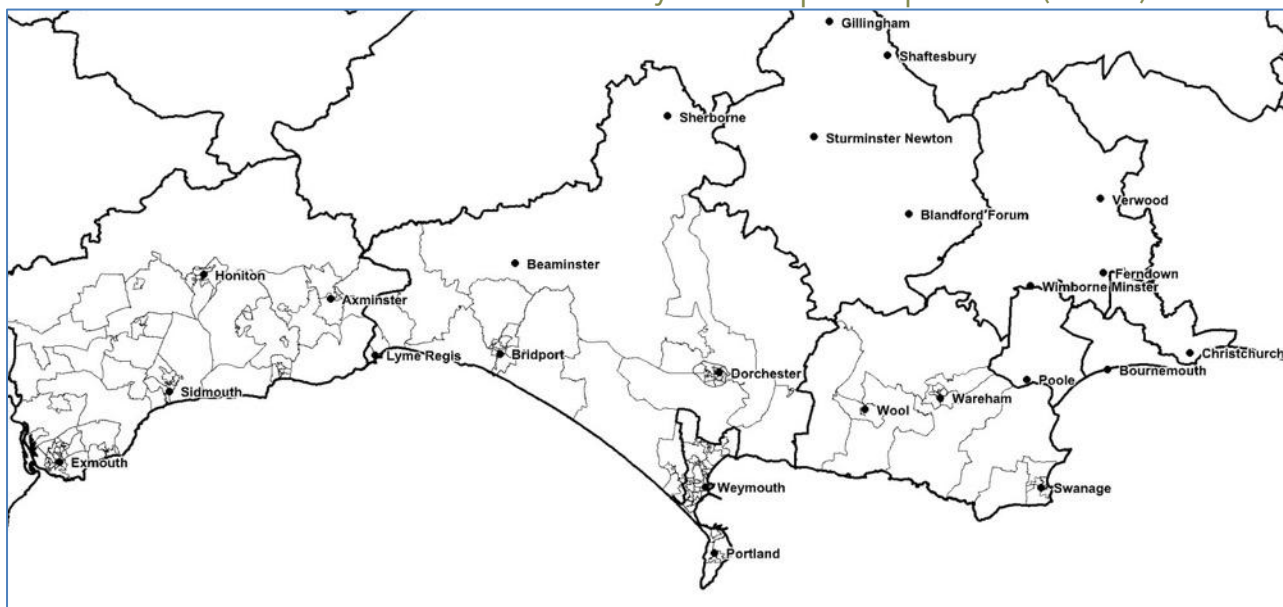 Gillingham
Shaftesbury
Sherborne
Sturminster Newton
Verwood
Blandford Forum
Beaminster
Honiton
Ferndown
Wimborne Minster
Axminster
Lyme Regis
Bridport
Christchurch
Bournemouth
Dorchester
Poole
Sidmouth
Wareham
Wool
Exmouth
Weymouth
Swanage
Portland